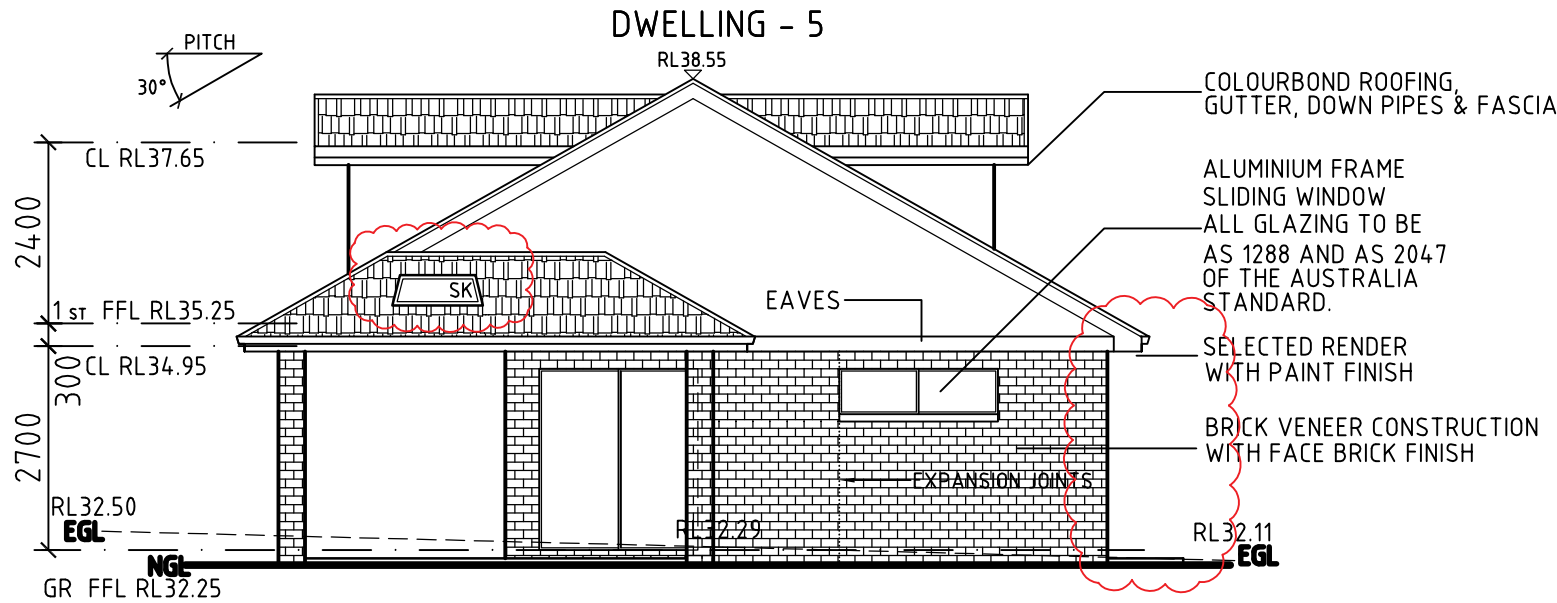 DWELLING - 5
PITCH
30°
RL38.55
COLOURBOND ROOFING,
GUTTER, DOWN PIPES & FASCIA
CL RL37.65
ALUMINIUM FRAME
SLIDING WINDOW
ALL GLAZING TO BE
AS 1288 AND AS 2047
OF THE AUSTRALIA
STANDARD.
2400
SK
EAVES
1 ST FFL RL35.25
CL RL34.95
300
SELECTED RENDER
WITH PAINT FINISH
BRICK VENEER CONSTRUCTION
WITH FACE BRICK FINISH
2700
EXPANSION JOINTS
RL32.50
EGL
RL32.29
RL32.11
EGL
NGL
GR FFL RL32.25